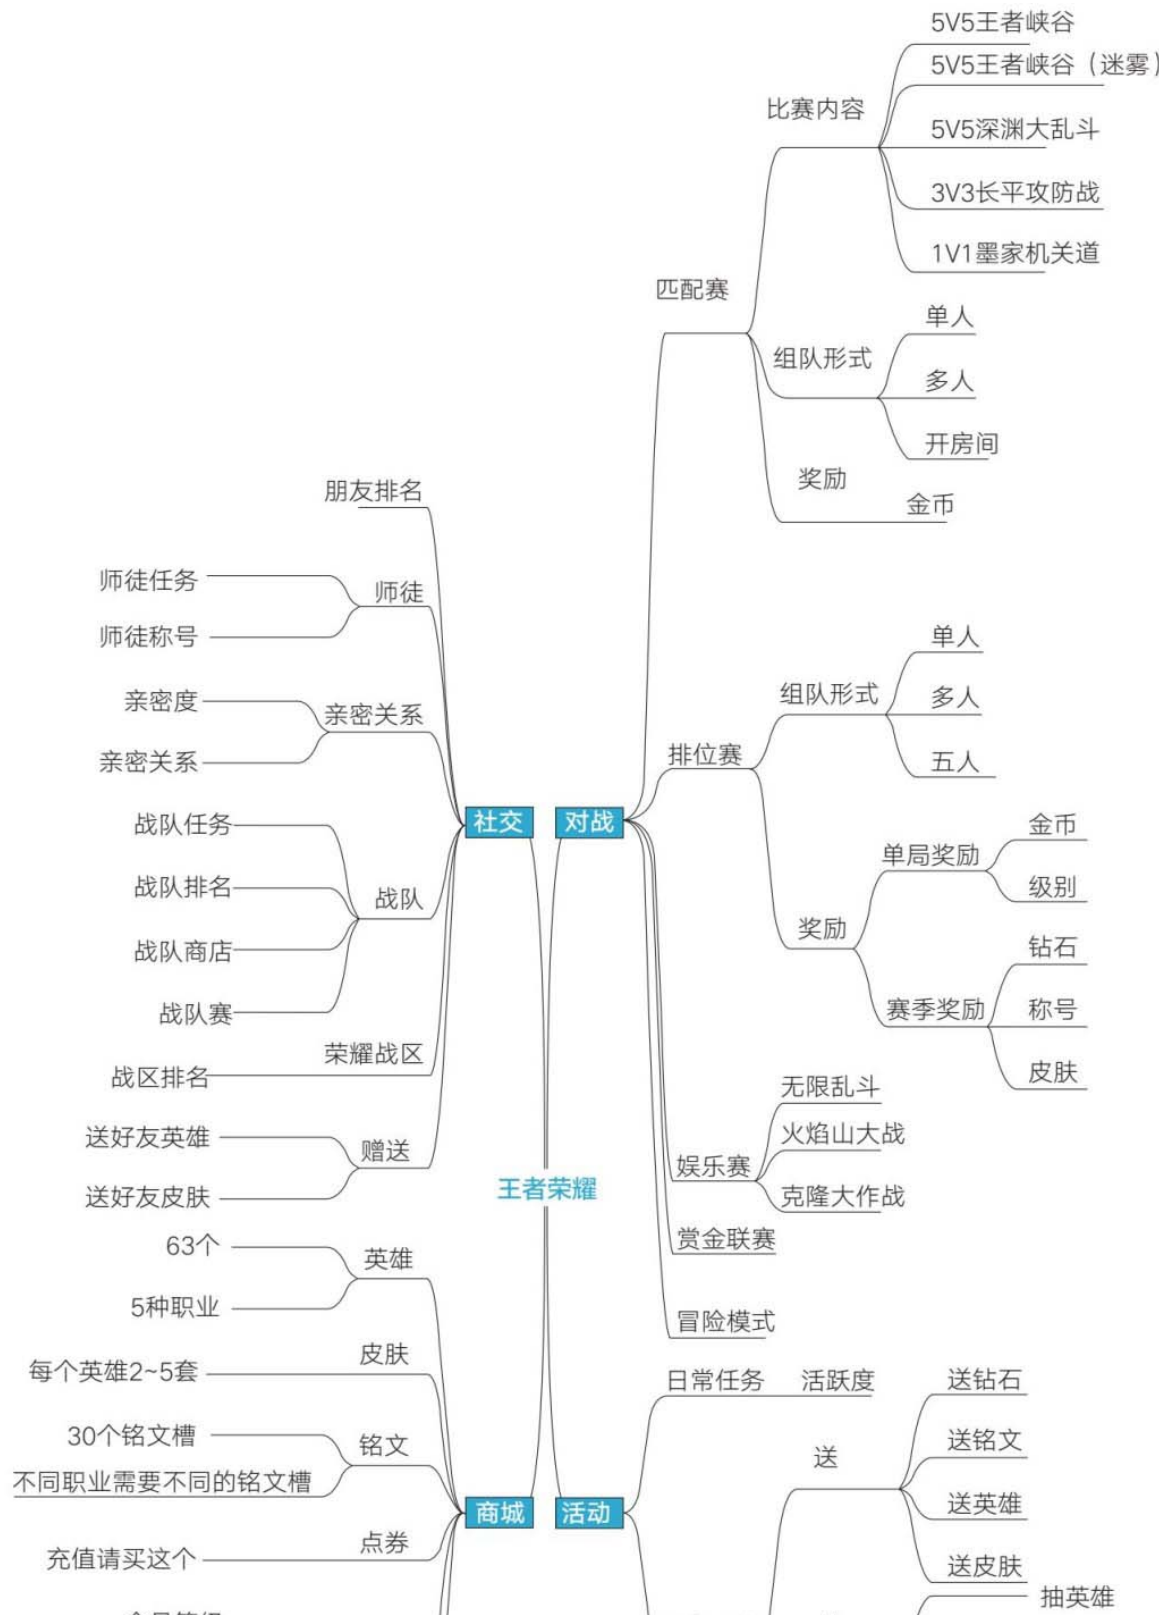 5V5王者峡谷
5V5王者峡谷（迷雾）
比赛内容
5V5深渊大乱斗
3V3长平攻防战
1V1墨家机关道
匹配赛
单人
组队形式
多人
开房间
奖励
金币
朋友排名
师徒任务
师徒
师徒称号
亲密度
亲密关系
亲密关系
战队任务
战队排名
战队
战队商店
战队赛
荣耀战区
战区排名
送好友英雄
赠送
送好友皮肤
社交
对战
单人
组队形式
多人
排位赛
五人
金币
单局奖励
级别
奖励
钻石
赛季奖励
称号
皮肤
无限乱斗
火焰山大战
娱乐赛
克隆大作战
赏金联赛
冒险模式
王者荣耀
63个
英雄
5种职业
皮肤
每个英雄2~5套
30个铭文槽
铭文
不同职业需要不同的铭文槽
商城
点券
充值请买这个
活动
日常任务
活跃度
送钻石
送
送铭文
送英雄
送皮肤
抽英雄